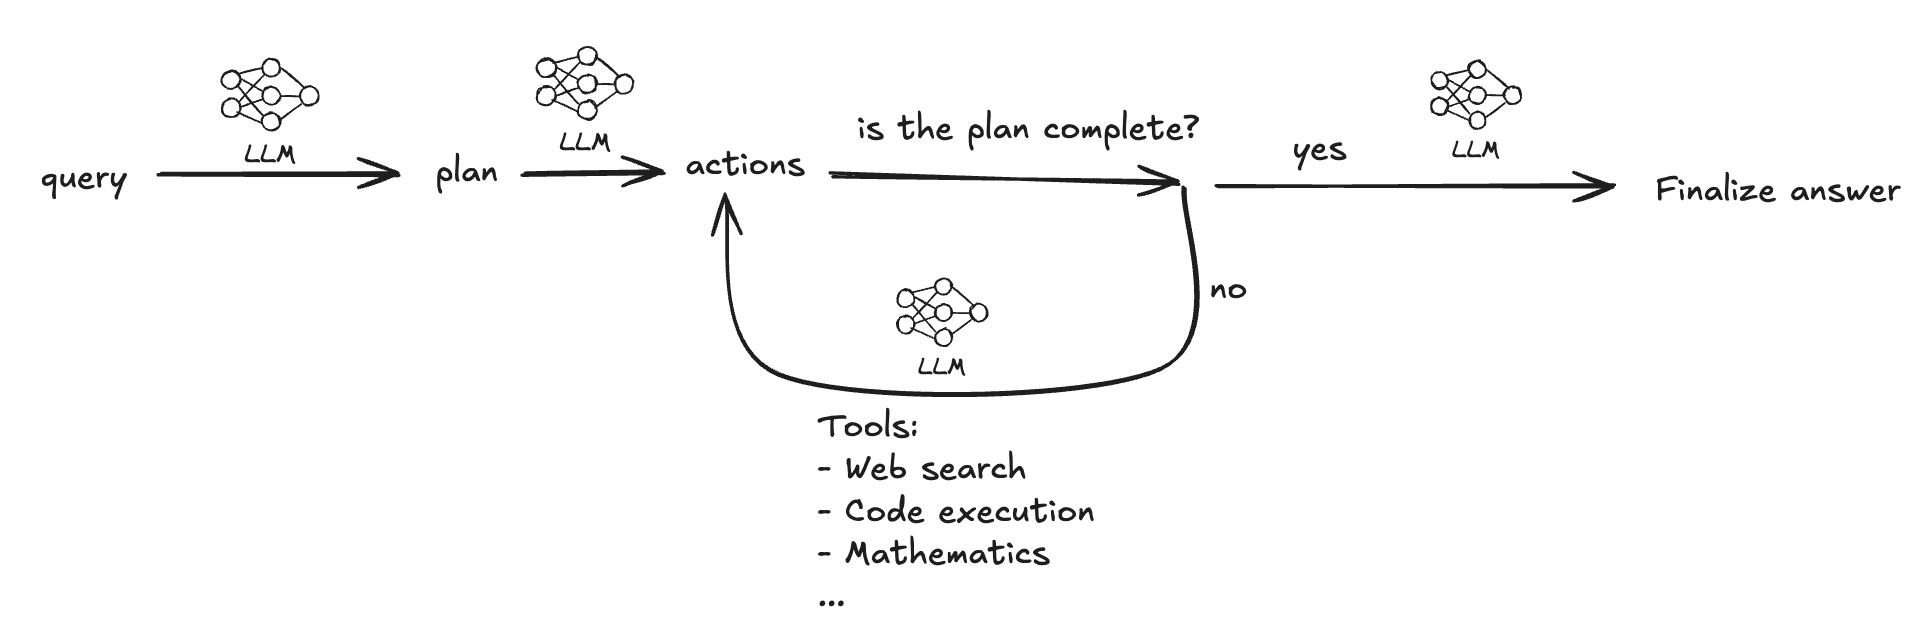 LLM
LLM
is the plan complete?
yes
LLM
query
plan
actions
Finalize answer
no
LLM
Tools:
- Web search
- Code execution
- Mathematics
...